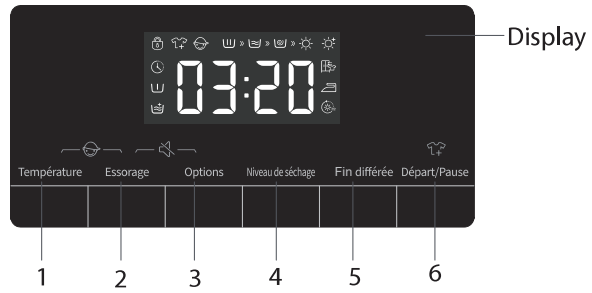 Display
03:20
Température Essorage Options Niveau de séchage Fin différée Départ/Pause
1 2 3 4 5 6